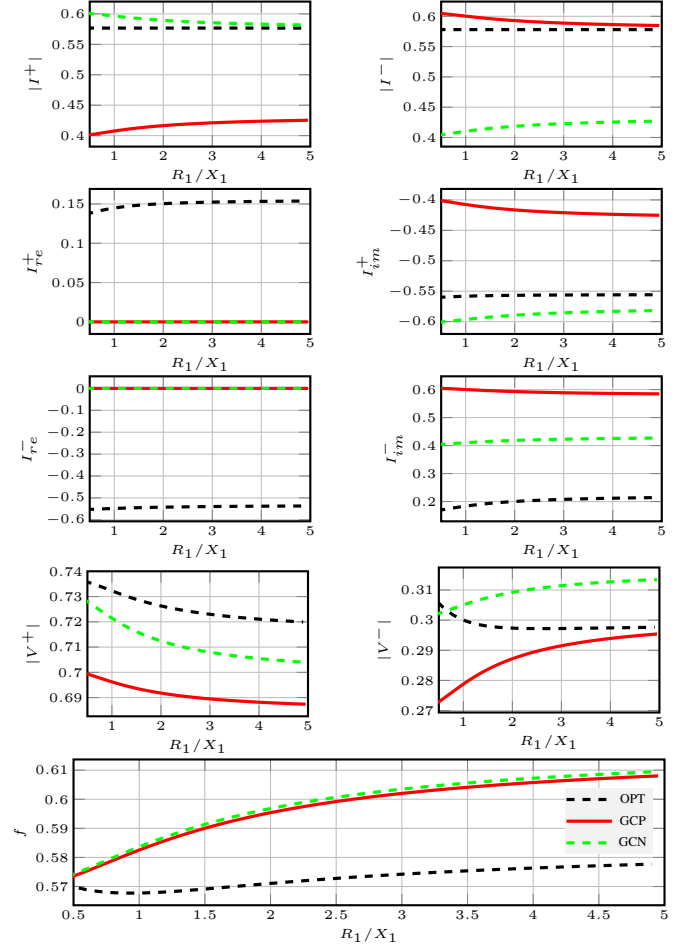 0.6
0.55
0.5
0.45
0.4
|I⁺|
1 2 3 4 5
R₁/X₁
0.6
0.55
0.5
0.45
0.4
|I⁻|
1 2 3 4 5
R₁/X₁
0.15
0.1
0.05
0
I⁺re
1 2 3 4 5
R₁/X₁
−0.4
−0.45
−0.5
−0.55
−0.6
I⁺im
1 2 3 4 5
R₁/X₁
0
−0.1
−0.2
−0.3
−0.4
−0.5
−0.6
I⁻re
1 2 3 4 5
R₁/X₁
0.6
0.5
0.4
0.3
0.2
I⁻im
1 2 3 4 5
R₁/X₁
0.74
0.73
0.72
0.71
0.7
0.69
|V⁺|
1 2 3 4 5
R₁/X₁
0.31
0.3
0.29
0.28
0.27
|V⁻|
1 2 3 4 5
R₁/X₁
0.61
0.6
0.59
0.58
0.57
f
OPT
GCP
GCN
0.5 1 1.5 2 2.5 3 3.5 4 4.5 5
R₁/X₁